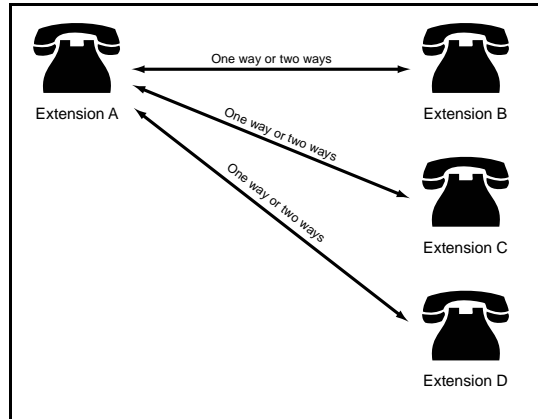 One way or two ways
Extension A
Extension B
One way or two ways
Extension C
One way or two ways
Extension D